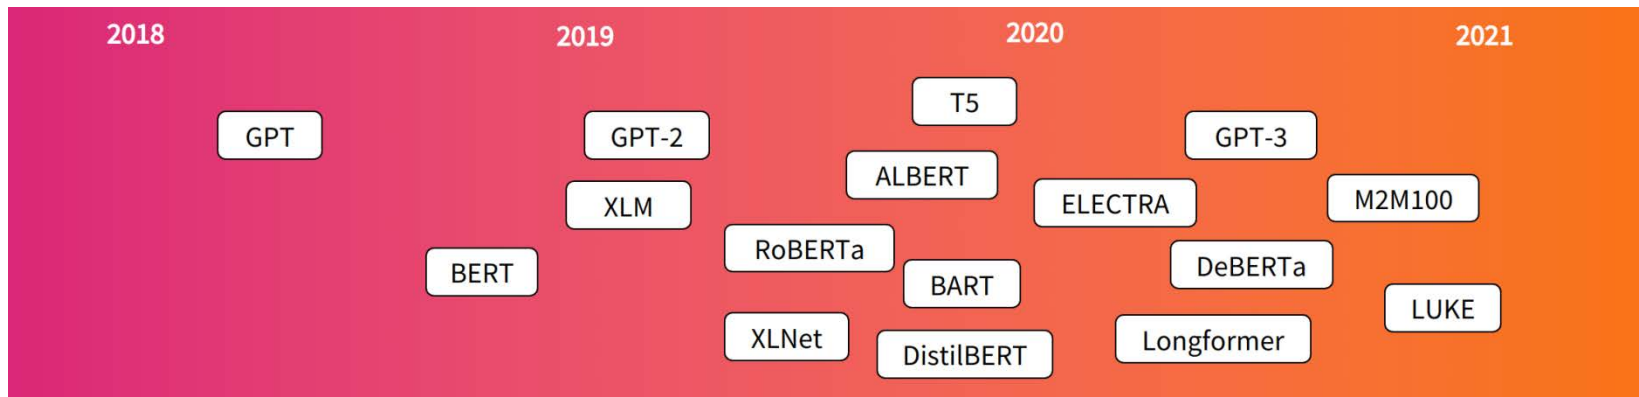 2018
2019
2020
2021
T5
GPT
GPT-2
GPT-3
ALBERT
XLM
ELECTRA
M2M100
RoBERTa
BERT
BART
DeBERTa
LUKE
XLNet
DistilBERT
Longformer